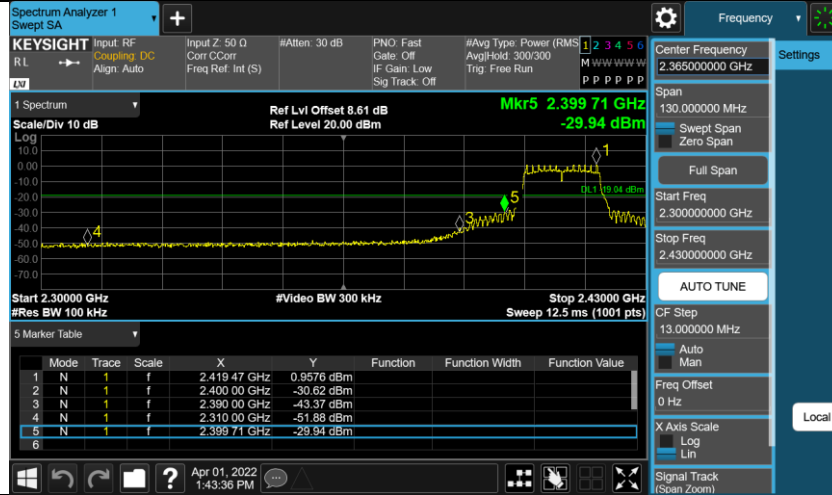 Spectrum Analyzer 1
Swept SA
+
Frequency
KEYSIGHT
RL
LXI
Input: RF
Coupling: DC
Align: Auto
Input Z: 50 Ω
Corr CCorr
Freq Ref: Int (S)
#Atten: 30 dB
PNO: Fast
Gate: Off
IF Gain: Low
Sig Track: Off
#Avg Type: Power (RMS
Avg|Hold: 300/300
Trig: Free Run
1 2 3 4 5 6
M W W W W W
P P P P P P
1 Spectrum
Scale/Div 10 dB
Ref Lvl Offset 8.61 dB
Ref Level 20.00 dBm
Mkr5 2.399 71 GHz
-29.94 dBm
Log
10.0
0.00
-10.0
-20.0
-30.0
-40.0
-50.0
-60.0
-70.0
1
DL1 -19.04 dBm
5
3
4
Start 2.30000 GHz
#Res BW 100 kHz
#Video BW 300 kHz
Stop 2.43000 GHz
Sweep 12.5 ms (1001 pts)
5 Marker Table
Mode Trace Scale X Y Function Function Width Function Value
1 N 1 f 2.419 47 GHz 0.9576 dBm
2 N 1 f 2.400 00 GHz -30.62 dBm
3 N 1 f 2.390 00 GHz -43.37 dBm
4 N 1 f 2.310 00 GHz -51.88 dBm
5 N 1 f 2.399 71 GHz -29.94 dBm
6
?
Apr 01, 2022
1:43:36 PM
Center Frequency
2.365000000 GHz
Span
130.000000 MHz
Swept Span
Zero Span
Full Span
Start Freq
2.300000000 GHz
Stop Freq
2.430000000 GHz
AUTO TUNE
CF Step
13.000000 MHz
Auto
Man
Freq Offset
0 Hz
X Axis Scale
Log
Lin
Signal Track
(Span Zoom)
Settings
Local